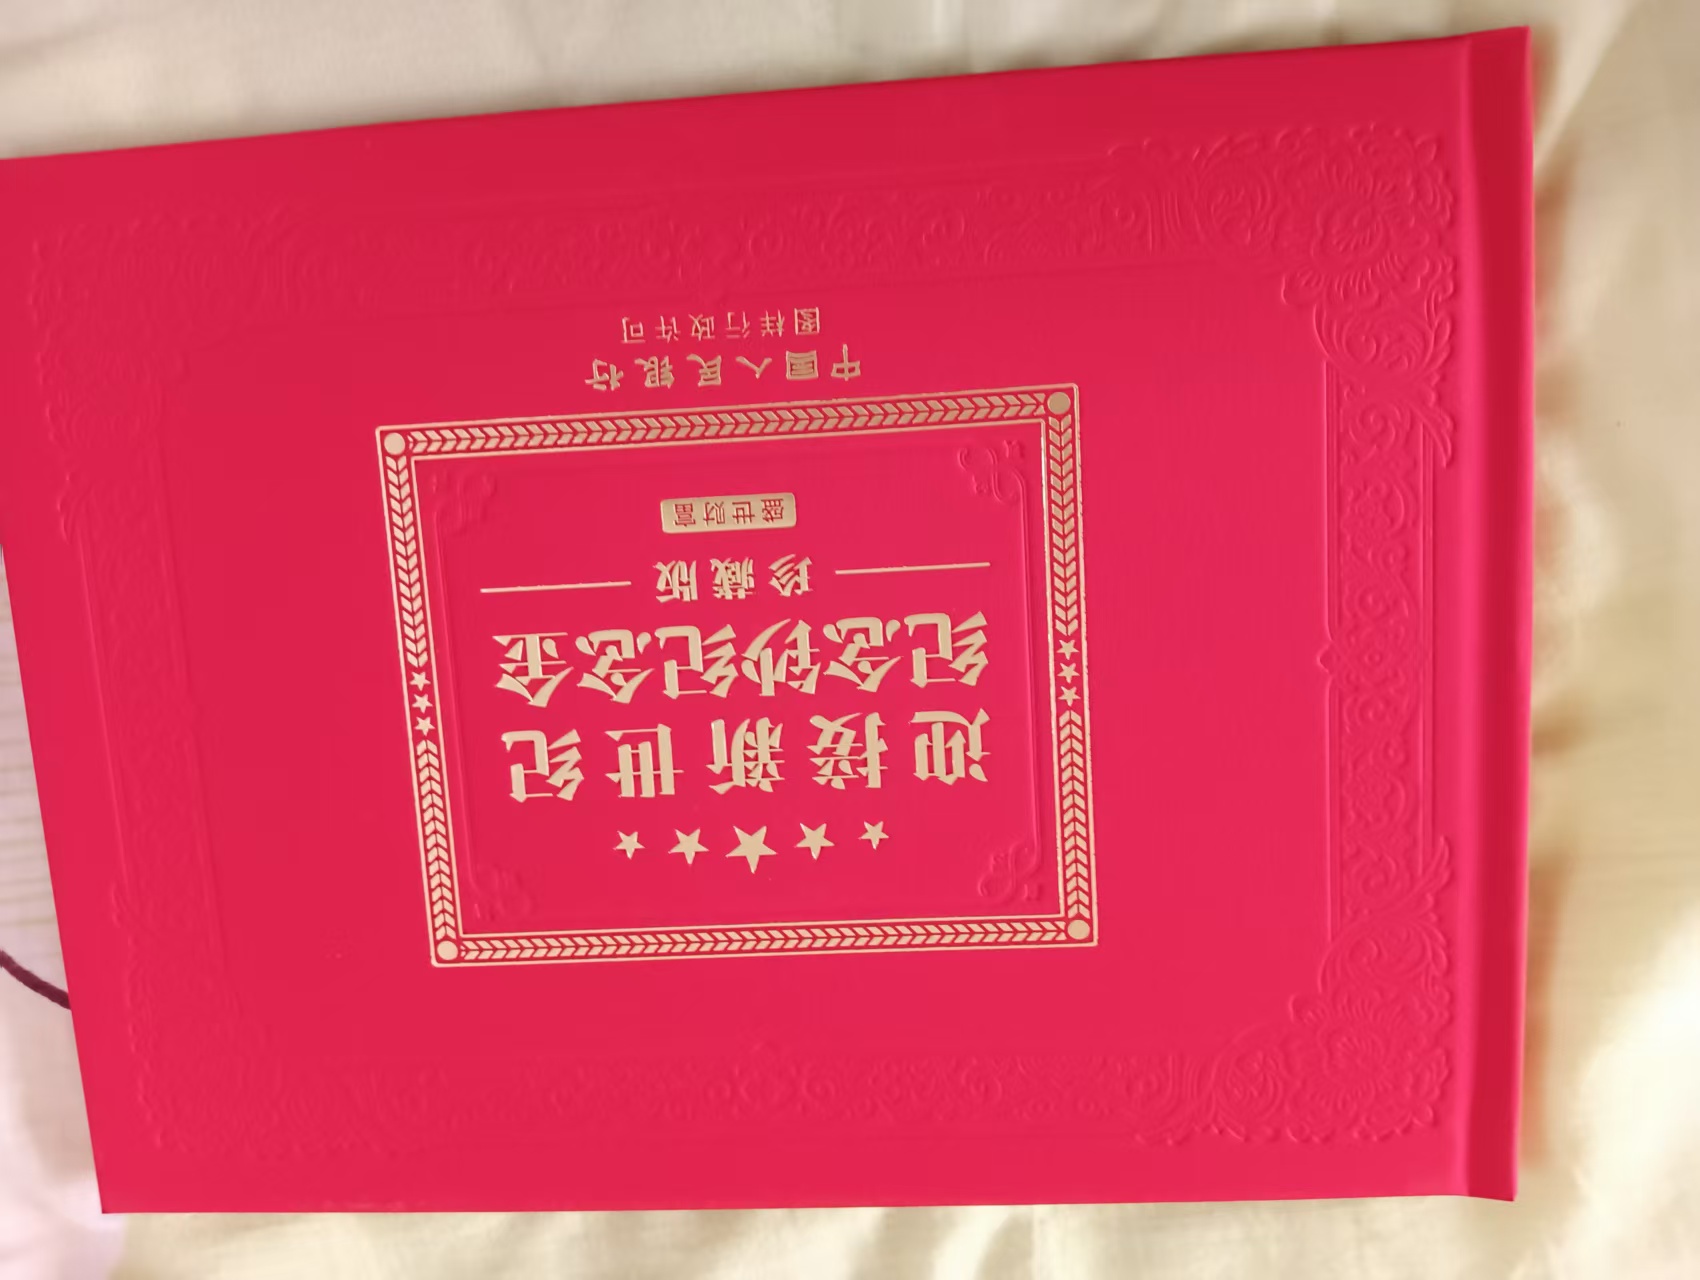 迎接新世纪
纪念钞纪念金
珍藏版
盛世财富
中国人民银行
图样行政许可